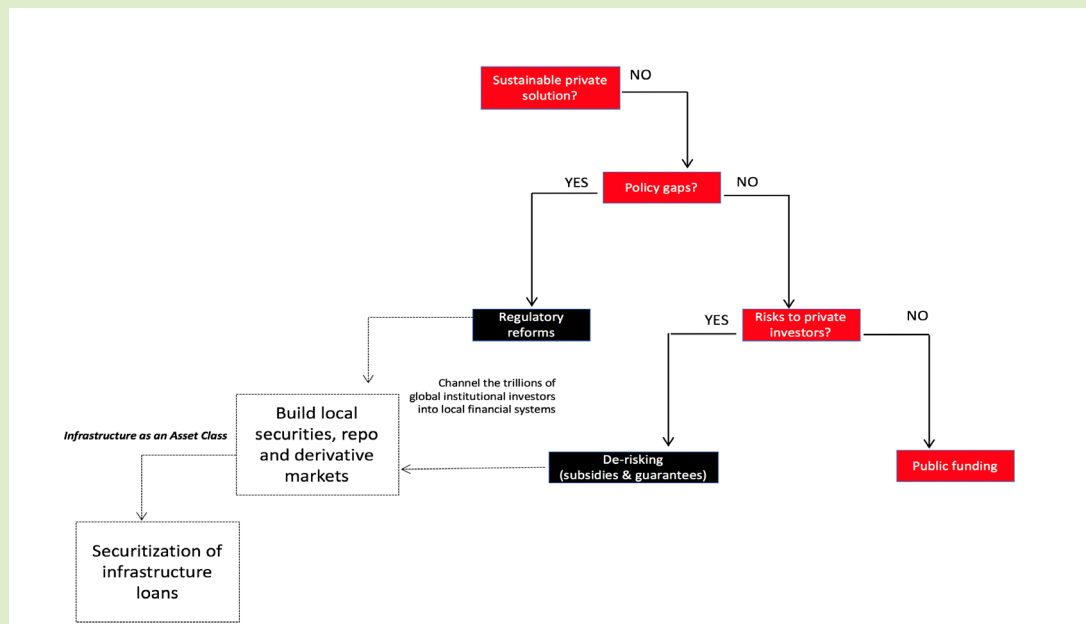 Sustainable private
solution?
NO
YES
Policy gaps?
NO
Regulatory
reforms
YES
Risks to private
investors?
NO
Channel the trillions of
global institutional investors
into local financial systems
Build local
securities, repo
and derivative
markets
Infrastructure as an Asset Class
De-risking
(subsidies & guarantees)
Public funding
Securitization of
infrastructure
loans